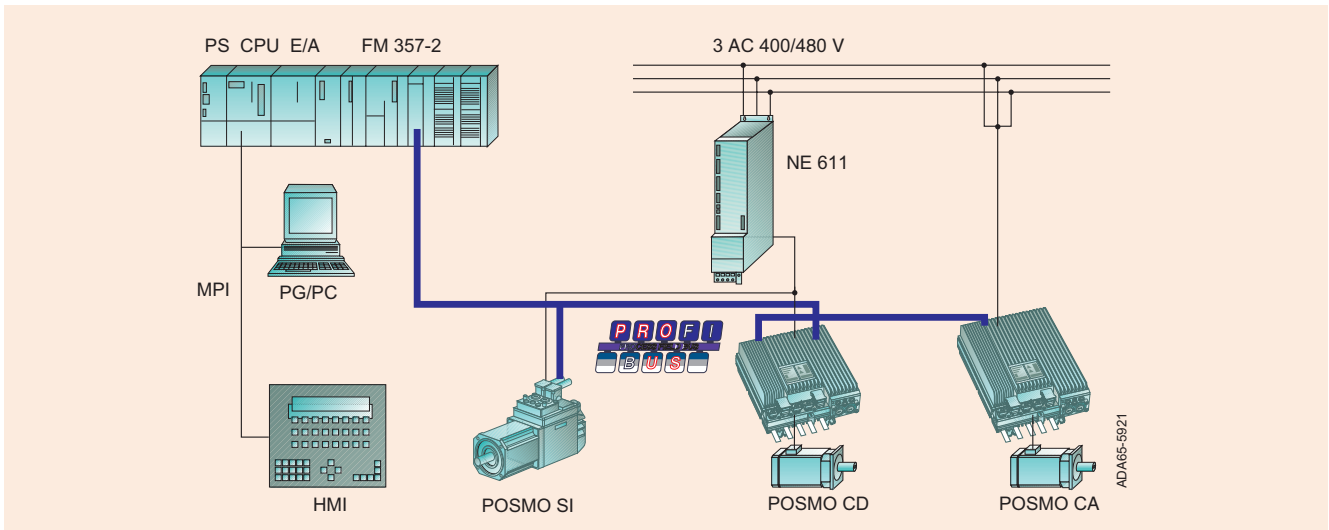 PS CPU E/A FM 357-2 3 AC 400/480 V
NE 611
MPI
PG/PC
PROFI
BUS
HMI
POSMO SI
POSMO CD
POSMO CA
ADA65-5921